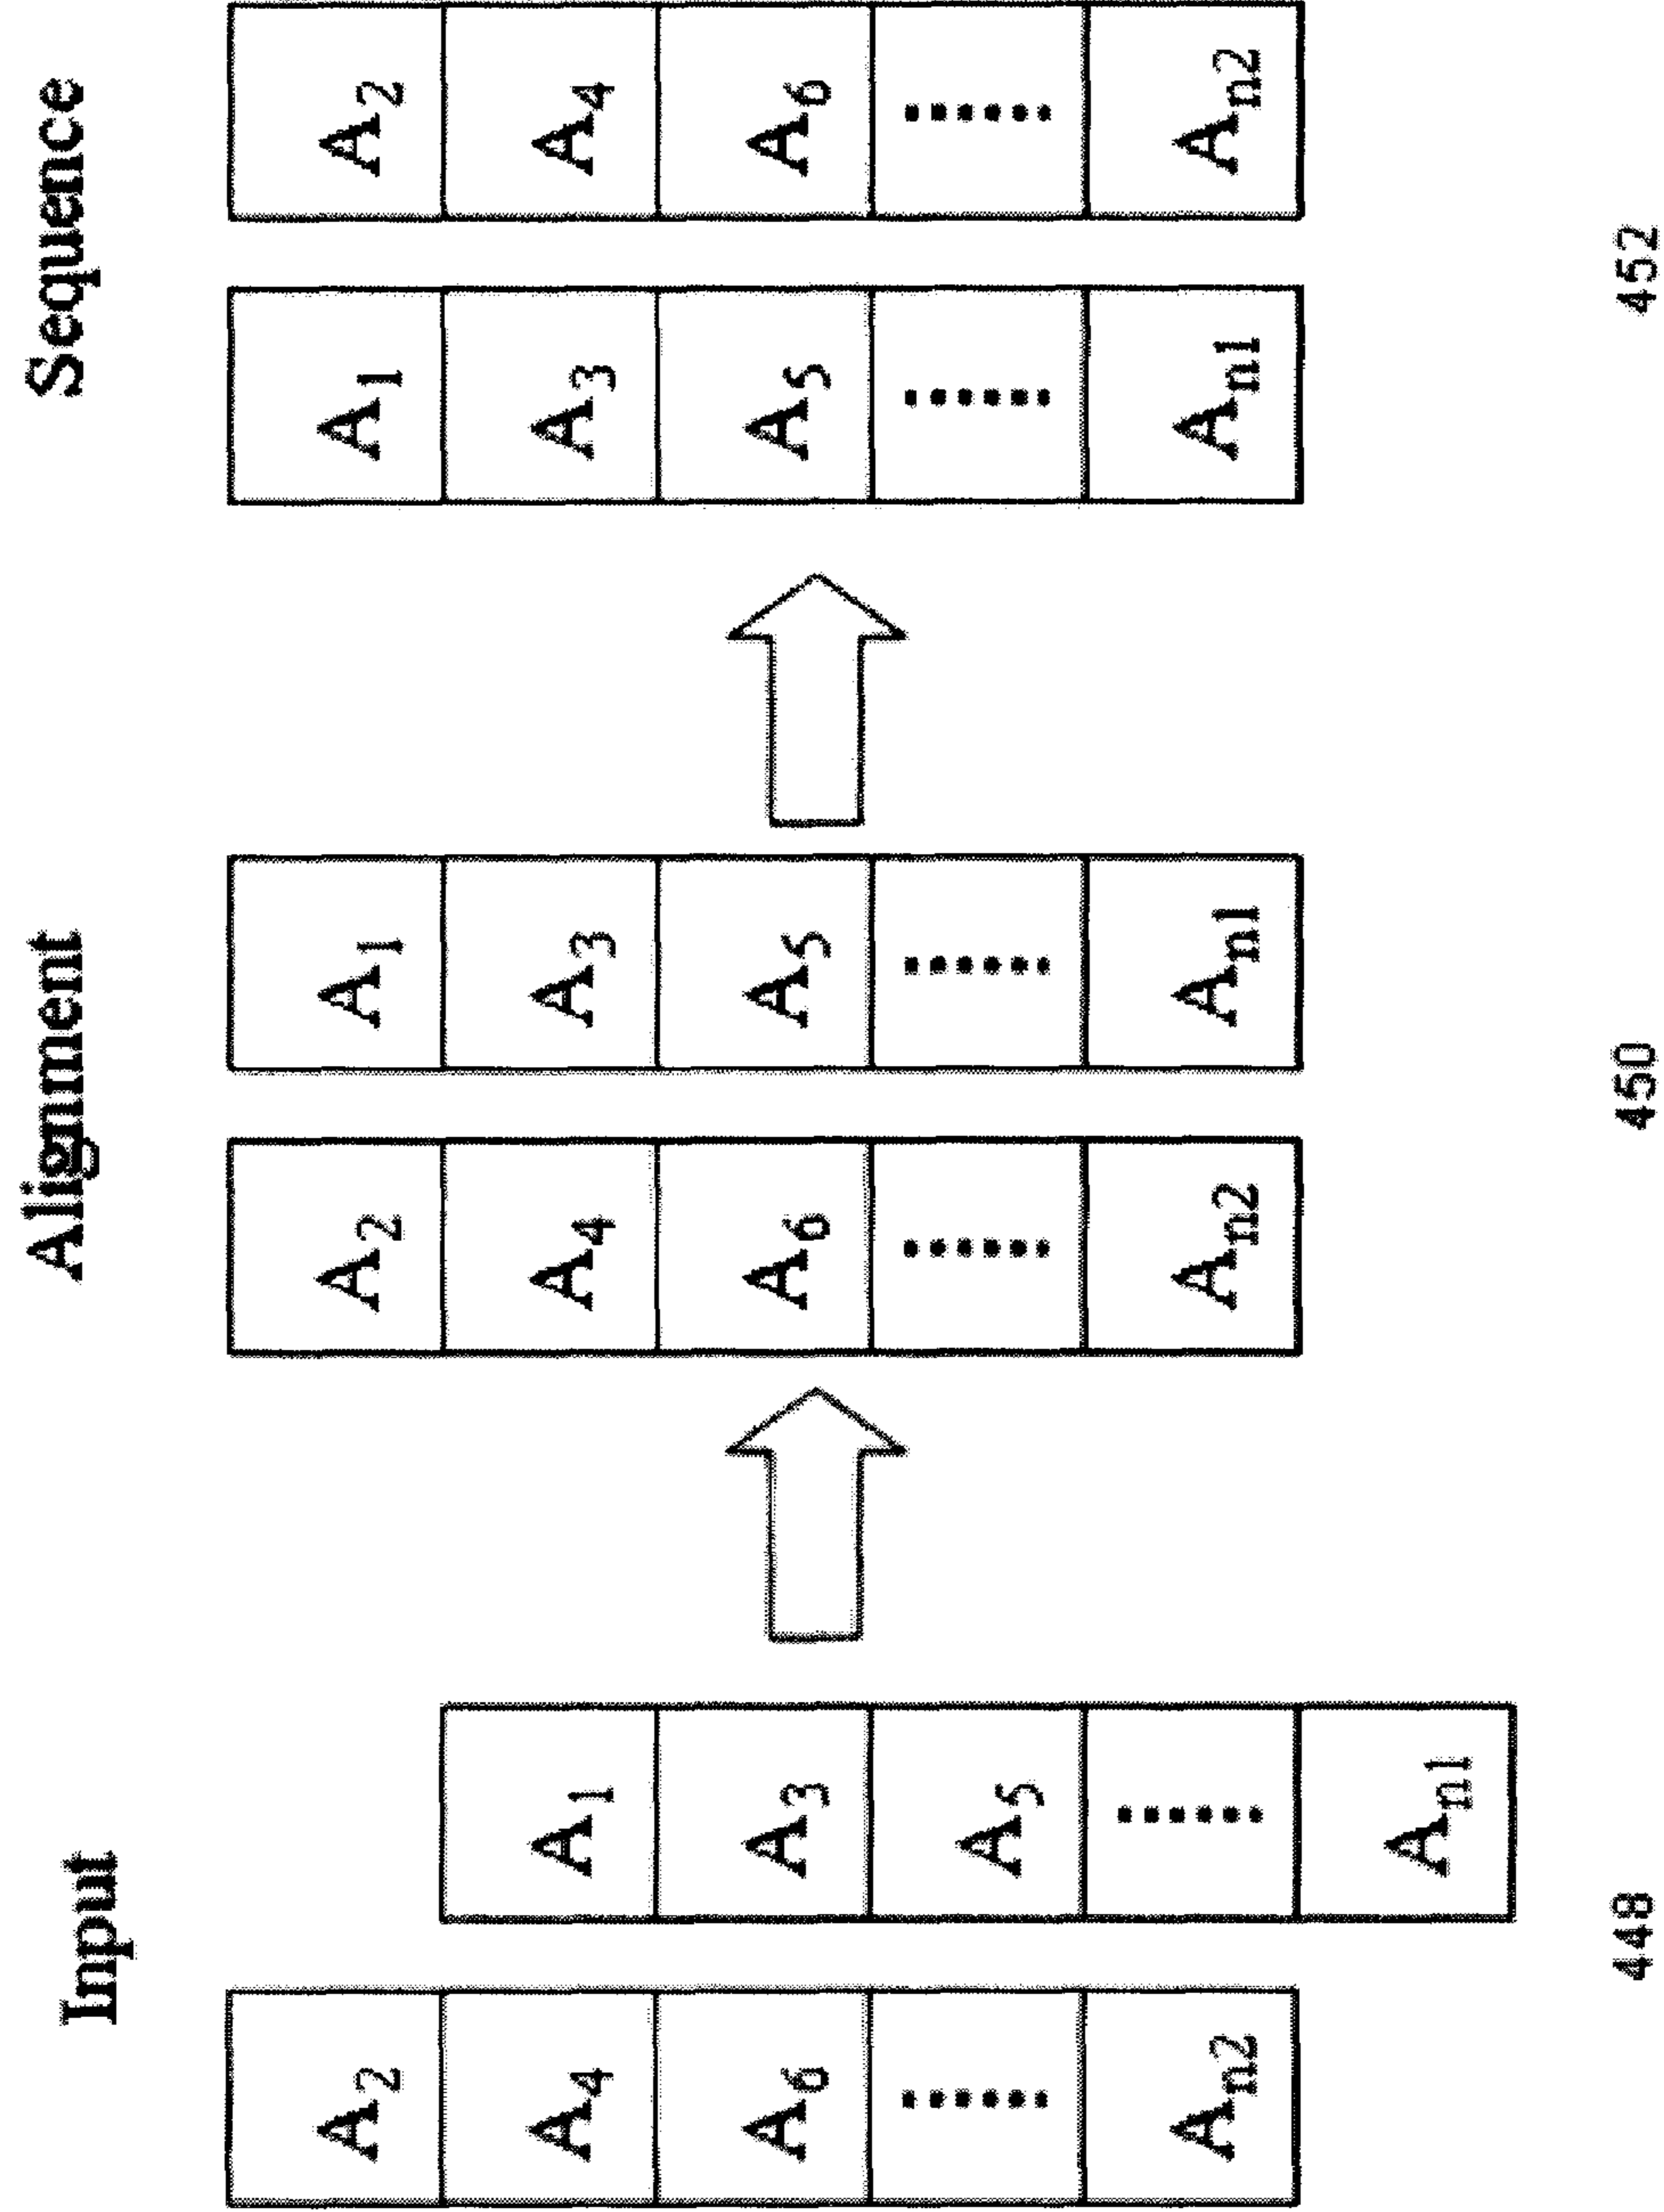 Input
A2 A4 A6 ...... An2
A1 A3 A5 ...... An1
448
Alignment
A2 A4 A6 ...... An2
A1 A3 A5 ...... An1
450
Sequence
A1 A3 A5 ...... An1
A2 A4 A6 ...... An2
452